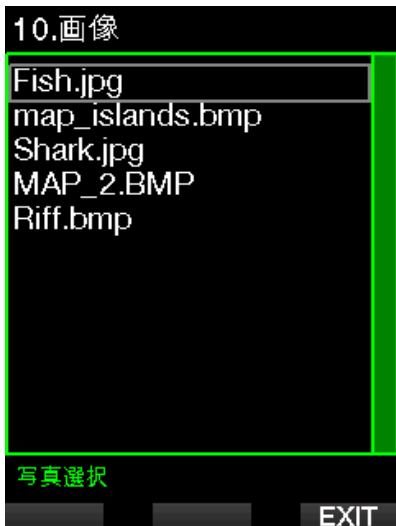 10.画像
Fish.jpg
map_islands.bmp
Shark.jpg
MAP_2.BMP
Riff.bmp
写真選択
EXIT